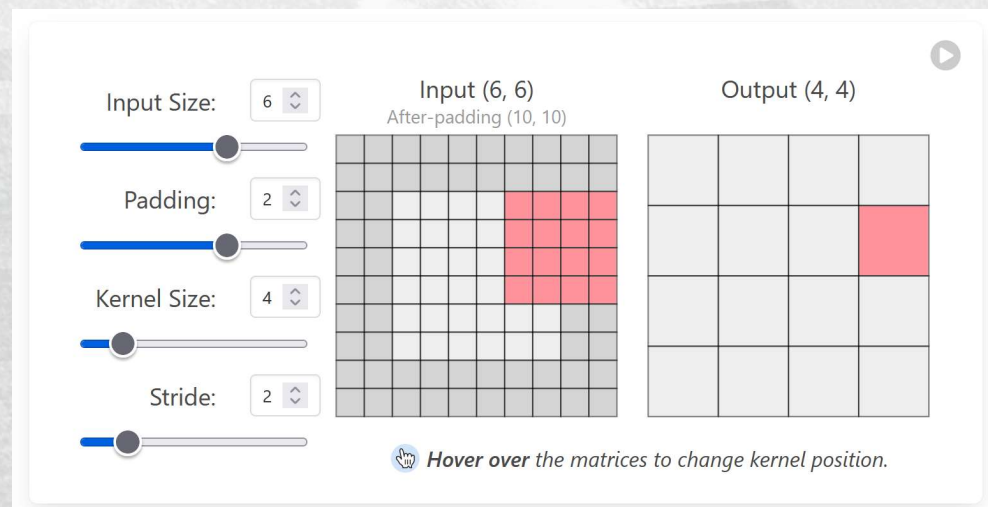 Input Size:
6
Padding:
2
Kernel Size:
4
Stride:
2
Input (6, 6)
After-padding (10, 10)
Output (4, 4)
Hover over the matrices to change kernel position.